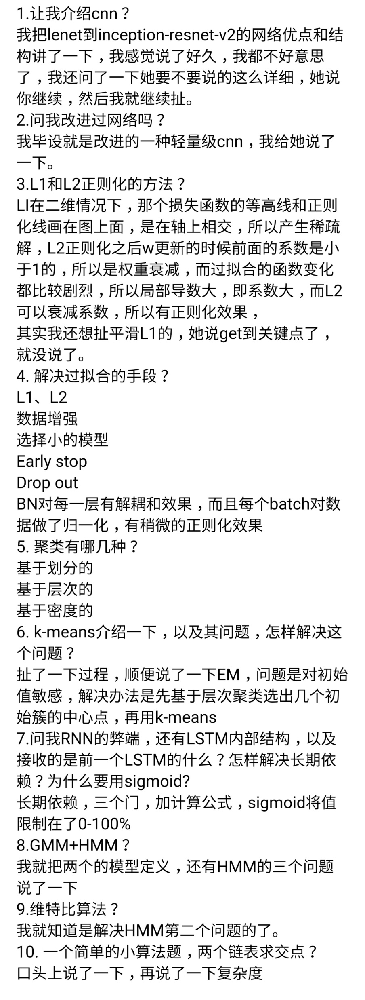 1.让我介绍cnn？
我把lenet到inception-resnet-v2的网络优点和结
构讲了一下，我感觉说了好久，我都不好意思
了，我还问了一下她要不要说的这么详细，她说
你继续，然后我就继续扯。
2.问我改进过网络吗？
我毕设就是改进的一种轻量级cnn，我给她说了
一下。
3.L1和L2正则化的方法？
LI在二维情况下，那个损失函数的等高线和正则
化线画在图上面，是在轴上相交，所以产生稀疏
解，L2正则化之后w更新的时候前面的系数是小
于1的，所以是权重衰减，而过拟合的函数变化
都比较剧烈，所以局部导数大，即系数大，而L2
可以衰减系数，所以有正则化效果，
其实我还想扯平滑L1的，她说get到关键点了，
就没说了。
4. 解决过拟合的手段？
L1、L2
数据增强
选择小的模型
Early stop
Drop out
BN对每一层有解耦和效果，而且每个batch对数
据做了归一化，有稍微的正则化效果
5. 聚类有哪几种？
基于划分的
基于层次的
基于密度的
6. k-means介绍一下，以及其问题，怎样解决这
个问题？
扯了一下过程，顺便说了一下EM，问题是对初始
值敏感，解决办法是先基于层次聚类选出几个初
始簇的中心点，再用k-means
7.问我RNN的弊端，还有LSTM内部结构，以及
接收的是前一个LSTM的什么？怎样解决长期依
赖？为什么要用sigmoid?
长期依赖，三个门，加计算公式，sigmoid将值
限制在了0-100%
8.GMM+HMM？
我就把两个的模型定义，还有HMM的三个问题
说了一下
9.维特比算法？
我就知道是解决HMM第二个问题的了。
10. 一个简单的小算法题，两个链表求交点？
口头上说了一下，再说了一下复杂度